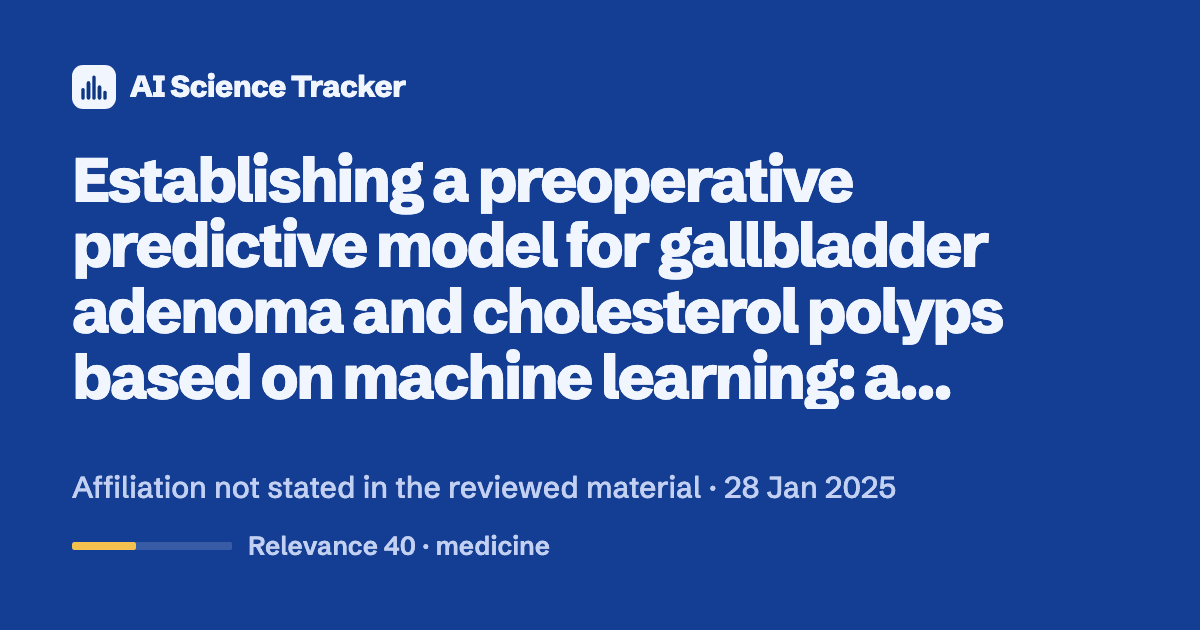 AI Science Tracker
Establishing a preoperative
predictive model for gallbladder
adenoma and cholesterol polyps
based on machine learning: a...
Affiliation not stated in the reviewed material · 28 Jan 2025
Relevance 40 · medicine